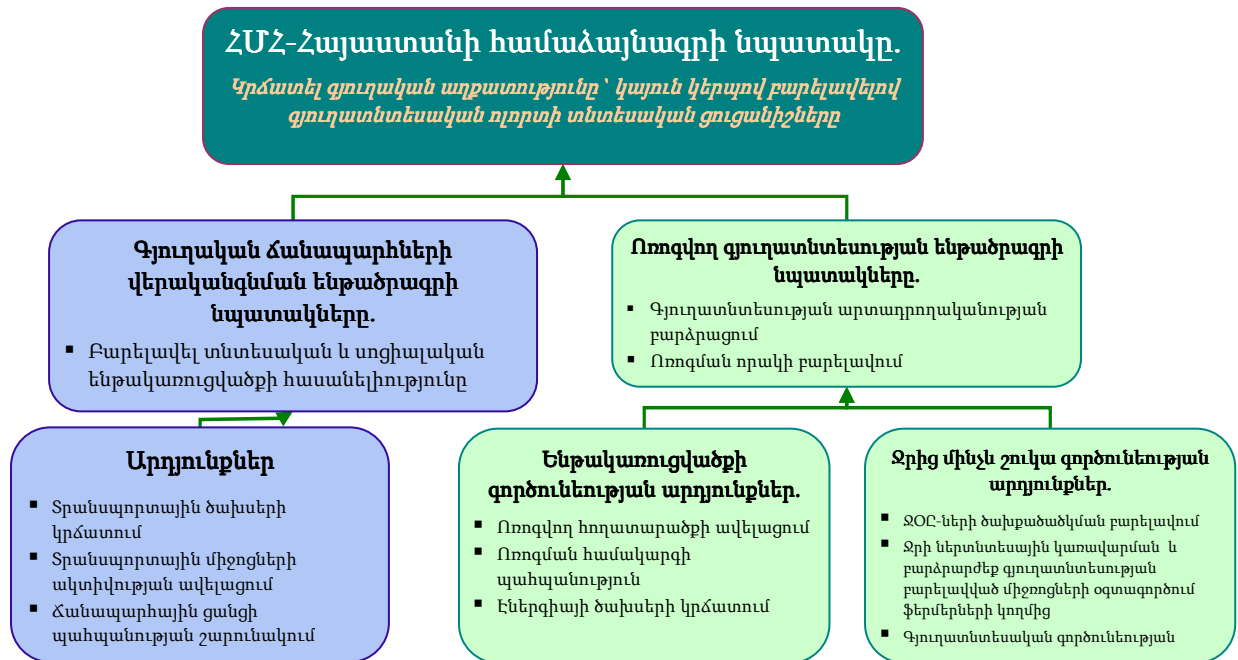 ՀՄՀ-Հայաստանի համաձայնագրի նպատակը.
Կրճատել գյուղական աղքատությունը՝ կայուն կերպով բարելավելով
գյուղատնտեսական ոլորտի տնտեսական ցուցանիշները
Գյուղական ճանապարհների
վերականգնման ենթածրագրի
նպատակները.
▪ Բարելավել տնտեսական և սոցիալական
ենթակառուցվածքի հասանելիությունը
Ոռոգվող գյուղատնտեսության ենթածրագրի
նպատակները.
▪ Գյուղատնտեսության արտադրողականության
բարձրացում
▪ Ոռոգման որակի բարելավում
Արդյունքներ
▪ Տրանսպորտային ծախսերի
կրճատում
▪ Տրանսպորտային միջոցների
ակտիվության ավելացում
▪ Ճանապարհային ցանցի
պահպանության շարունակում
Ենթակառուցվածքի
գործունեության արդյունքներ.
▪ Ոռոգվող հողատարածքի ավելացում
▪ Ոռոգման համակարգի
պահպանություն
▪ Էներգիայի ծախսերի կրճատում
Ջրից մինչև շուկա գործունեության
արդյունքներ.
▪ ՋՕԸ-ների ծախքածածկման բարելավում
▪ Ջրի ներտնտեսային կառավարման և
բարձրարժեք գյուղատնտեսության
բարելավված միջոցների օգտագործում
ֆերմերների կողմից
▪ Գյուղատնտեսական գործունեության